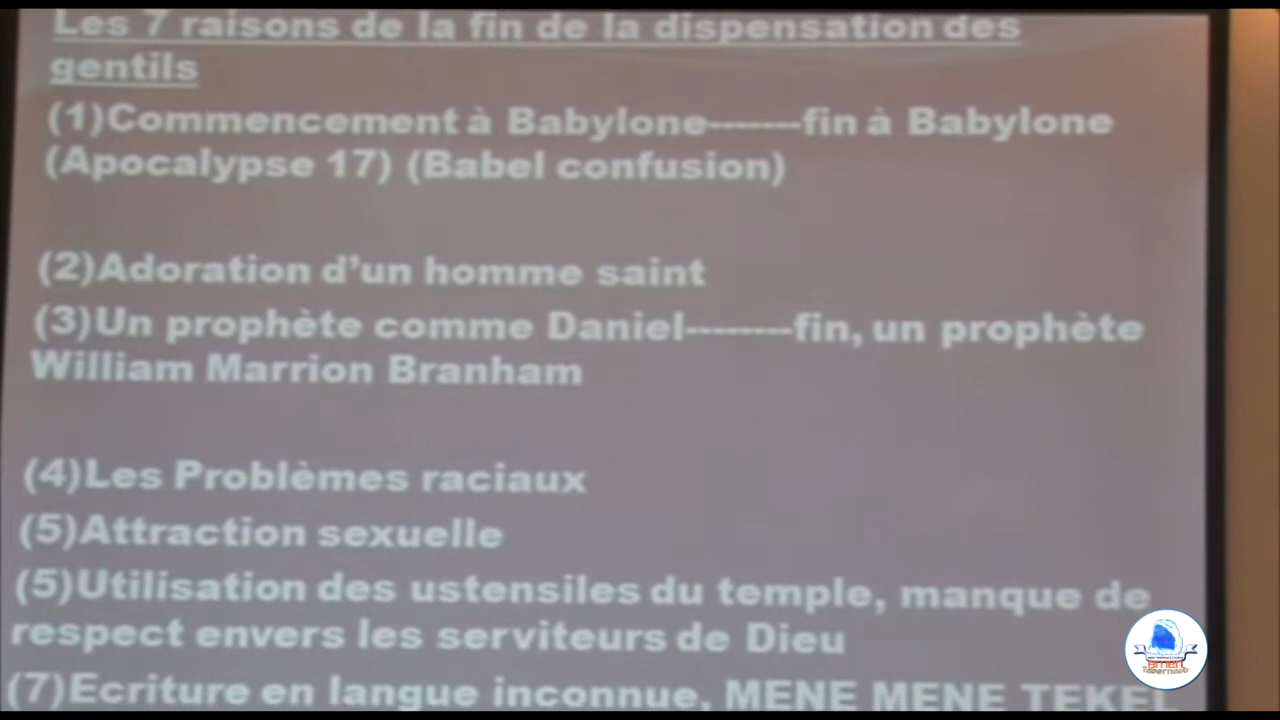 Les 7 raisons de la fin de la dispensation des
gentils
(1)Commencement à Babylone-------fin à Babylone
(Apocalypse 17) (Babel confusion)
(2)Adoration d’un homme saint
(3)Un prophète comme Daniel--------fin, un prophète
William Marrion Branham
(4)Les Problèmes raciaux
(5)Attraction sexuelle
(5)Utilisation des ustensiles du temple, manque de
respect envers les serviteurs de Dieu
(7)Ecriture en langue inconnue, MENE MENE TEKEL